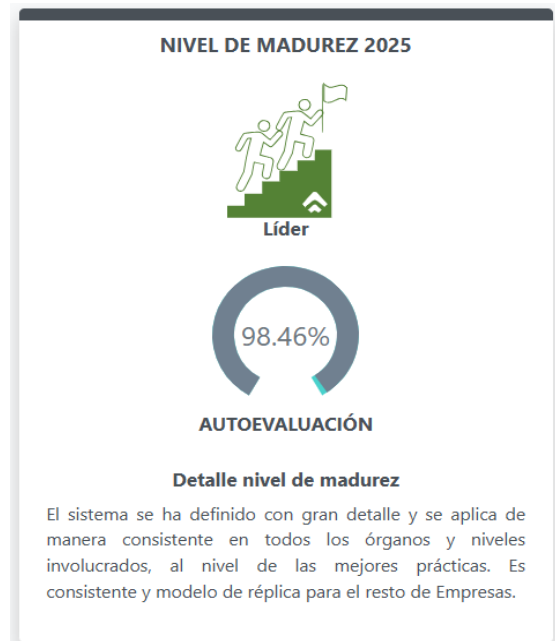 NIVEL DE MADUREZ 2025
Líder
98.46%
AUTOEVALUACIÓN
Detalle nivel de madurez
El sistema se ha definido con gran detalle y se aplica de
manera consistente en todos los órganos y niveles
involucrados, al nivel de las mejores prácticas. Es
consistente y modelo de réplica para el resto de Empresas.